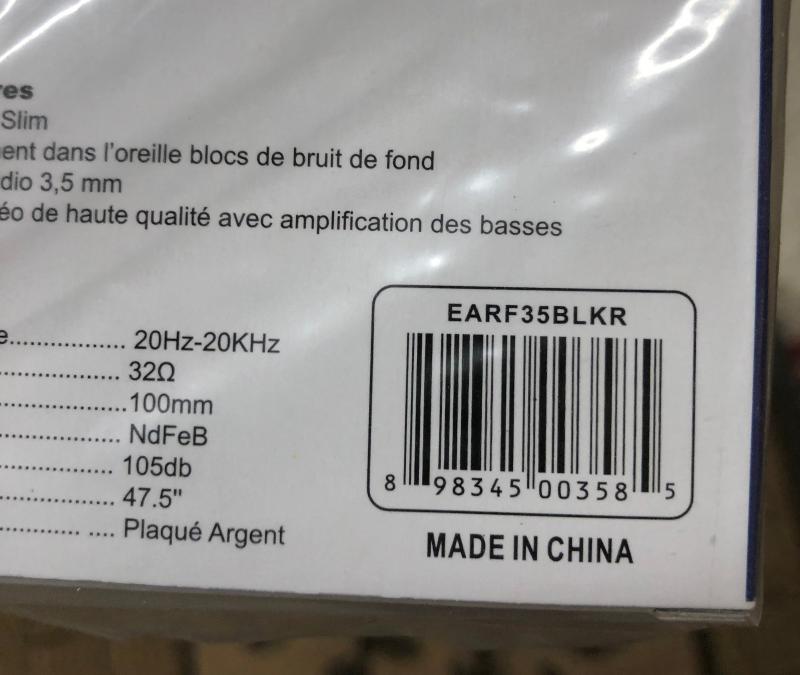 res
Slim
ent dans l'oreille blocs de bruit de fond
dio 3,5 mm
éo de haute qualité avec amplification des basses
e................. 20Hz-20KHz
.................... 32Ω
.....................100mm
.................... NdFeB
................... 105db
................... 47.5"
............. .... Plaqué Argent
EARF35BLKR
8 98345 00358 5
MADE IN CHINA